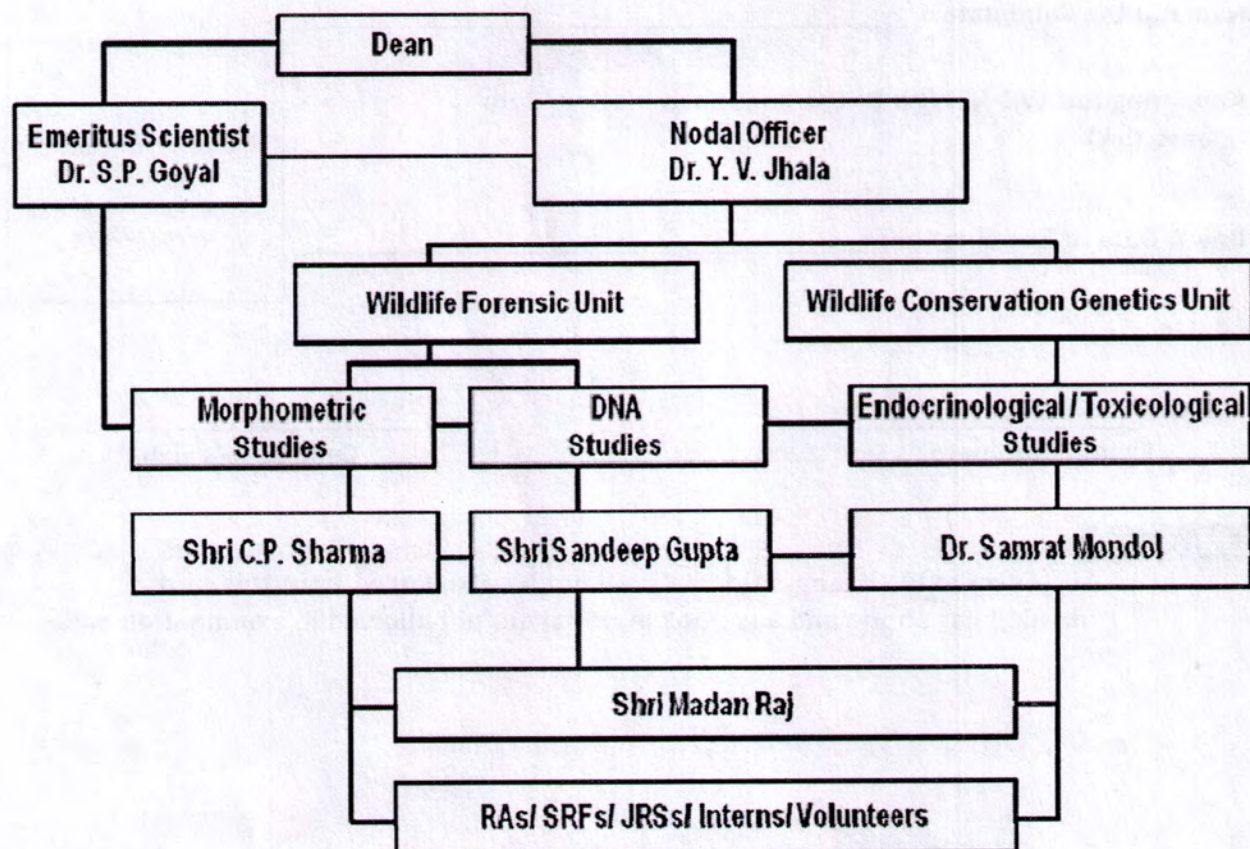 Dean
Emeritus Scientist
Dr. S.P. Goyal
Nodal Officer
Dr. Y. V. Jhala
Wildlife Forensic Unit
Wildlife Conservation Genetics Unit
Morphometric
Studies
DNA
Studies
Endocrinological / Toxicological
Studies
Shri C.P. Sharma
Shri Sandeep Gupta
Dr. Samrat Mondol
Shri Madan Raj
RAs/ SRFs/ JRSs/ Interns/ Volunteers